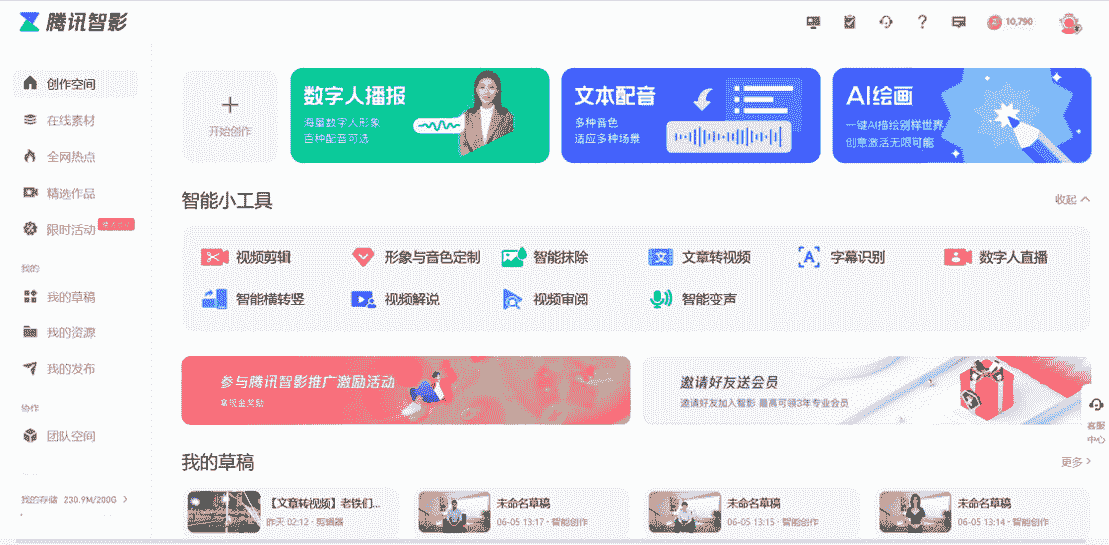 腾讯智影
10,790
创作空间
在线素材
全网热点
精选作品
限时活动
我的
我的草稿
我的资源
我的发布
协作
团队空间
我的存储 230.9M/200G
开始创作
数字人播报
海量数字人形象
百种配音可选
文本配音
多种音色
适应多种场景
AI绘画
一键AI描绘别样世界
创意激活无限可能
智能小工具
收起
视频剪辑
形象与音色定制
智能抹除
文章转视频
字幕识别
数字人直播
智能横转竖
视频解说
视频审阅
智能变声
参与腾讯智影推广激励活动
拿现金奖励
邀请好友送会员
邀请好友加入智影 最高可领3年专业会员
客服
中心
我的草稿
更多
【文章转视频】老铁们...
昨天 02:12 · 剪辑器
未命名草稿
06-05 13:17 · 智能创作
未命名草稿
06-05 13:15 · 智能创作
未命名草稿
06-05 13:14 · 智能创作